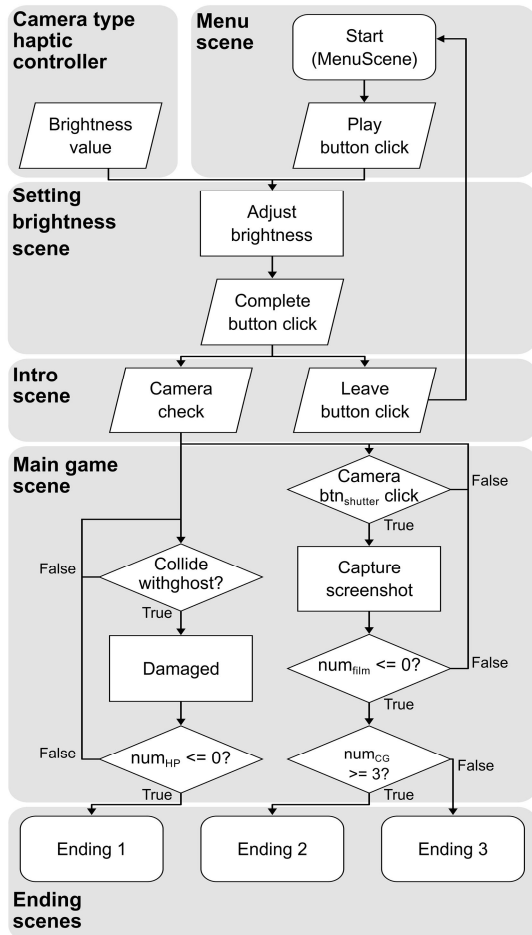 Camera type
haptic
controller
Menu
scene
Start
(MenuScene)
Brightness
value
Play
button click
Setting
brightness
scene
Adjust
brightness
Complete
button click
Intro
scene
Camera
check
Leave
button click
Main game
scene
Camera
btnshutter click
False
True
False
Collide
withghost?
True
Capture
screenshot
Damaged
numfilm <= 0?
False
True
False
numHP <= 0?
True
numCG
>= 3?
False
True
Ending 1
Ending 2
Ending 3
Ending
scenes